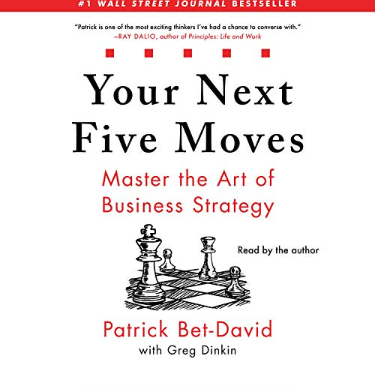 #1 WALL STREET JOURNAL BESTSELLER
"Patrick is one of the most exciting thinkers I've had a chance to converse with."
—RAY DALIO, author of Principles: Life and Work
Your Next
Five Moves
Master the Art of
Business Strategy
Read by the author
Patrick Bet-David
with Greg Dinkin